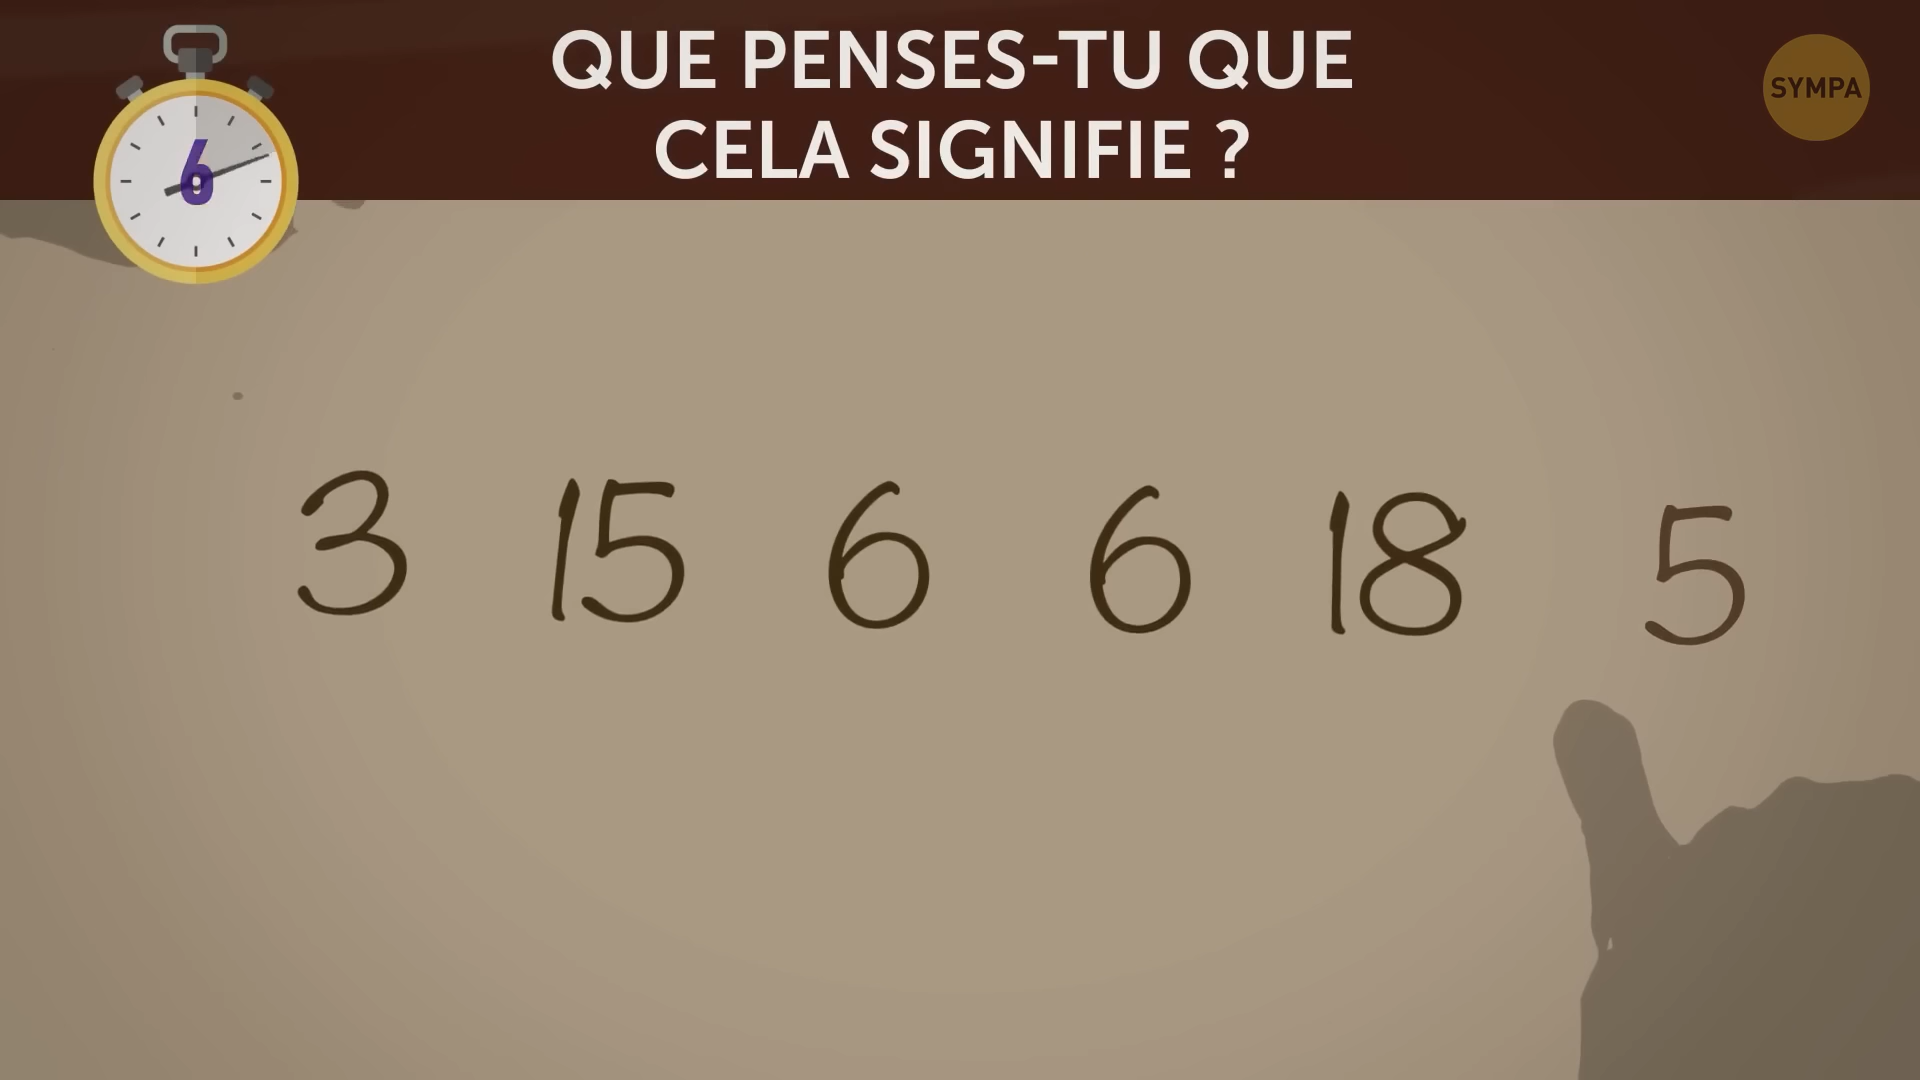 QUE PENSES-TU QUE
CELA SIGNIFIE ?
SYMPA
6
3 15 6 6 18 5